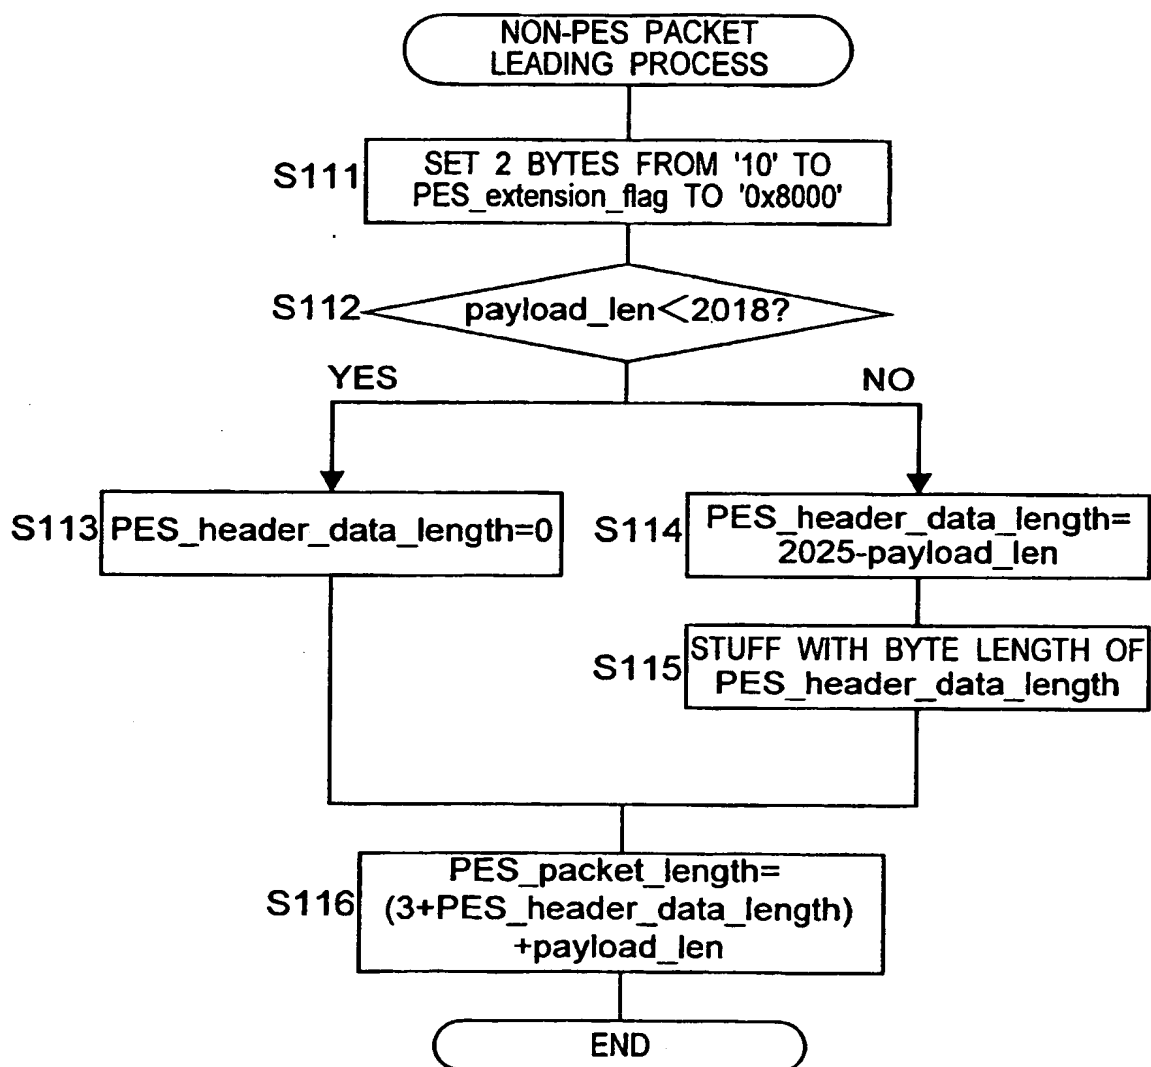 NON-PES PACKET
LEADING PROCESS
S111
SET 2 BYTES FROM '10' TO
PES_extension_flag TO '0x8000'
S112
payload_len<2018?
YES
NO
S113
PES_header_data_length=0
S114
PES_header_data_length=
2025-payload_len
S115
STUFF WITH BYTE LENGTH OF
PES_header_data_length
S116
PES_packet_length=
(3+PES_header_data_length)
+payload_len
END